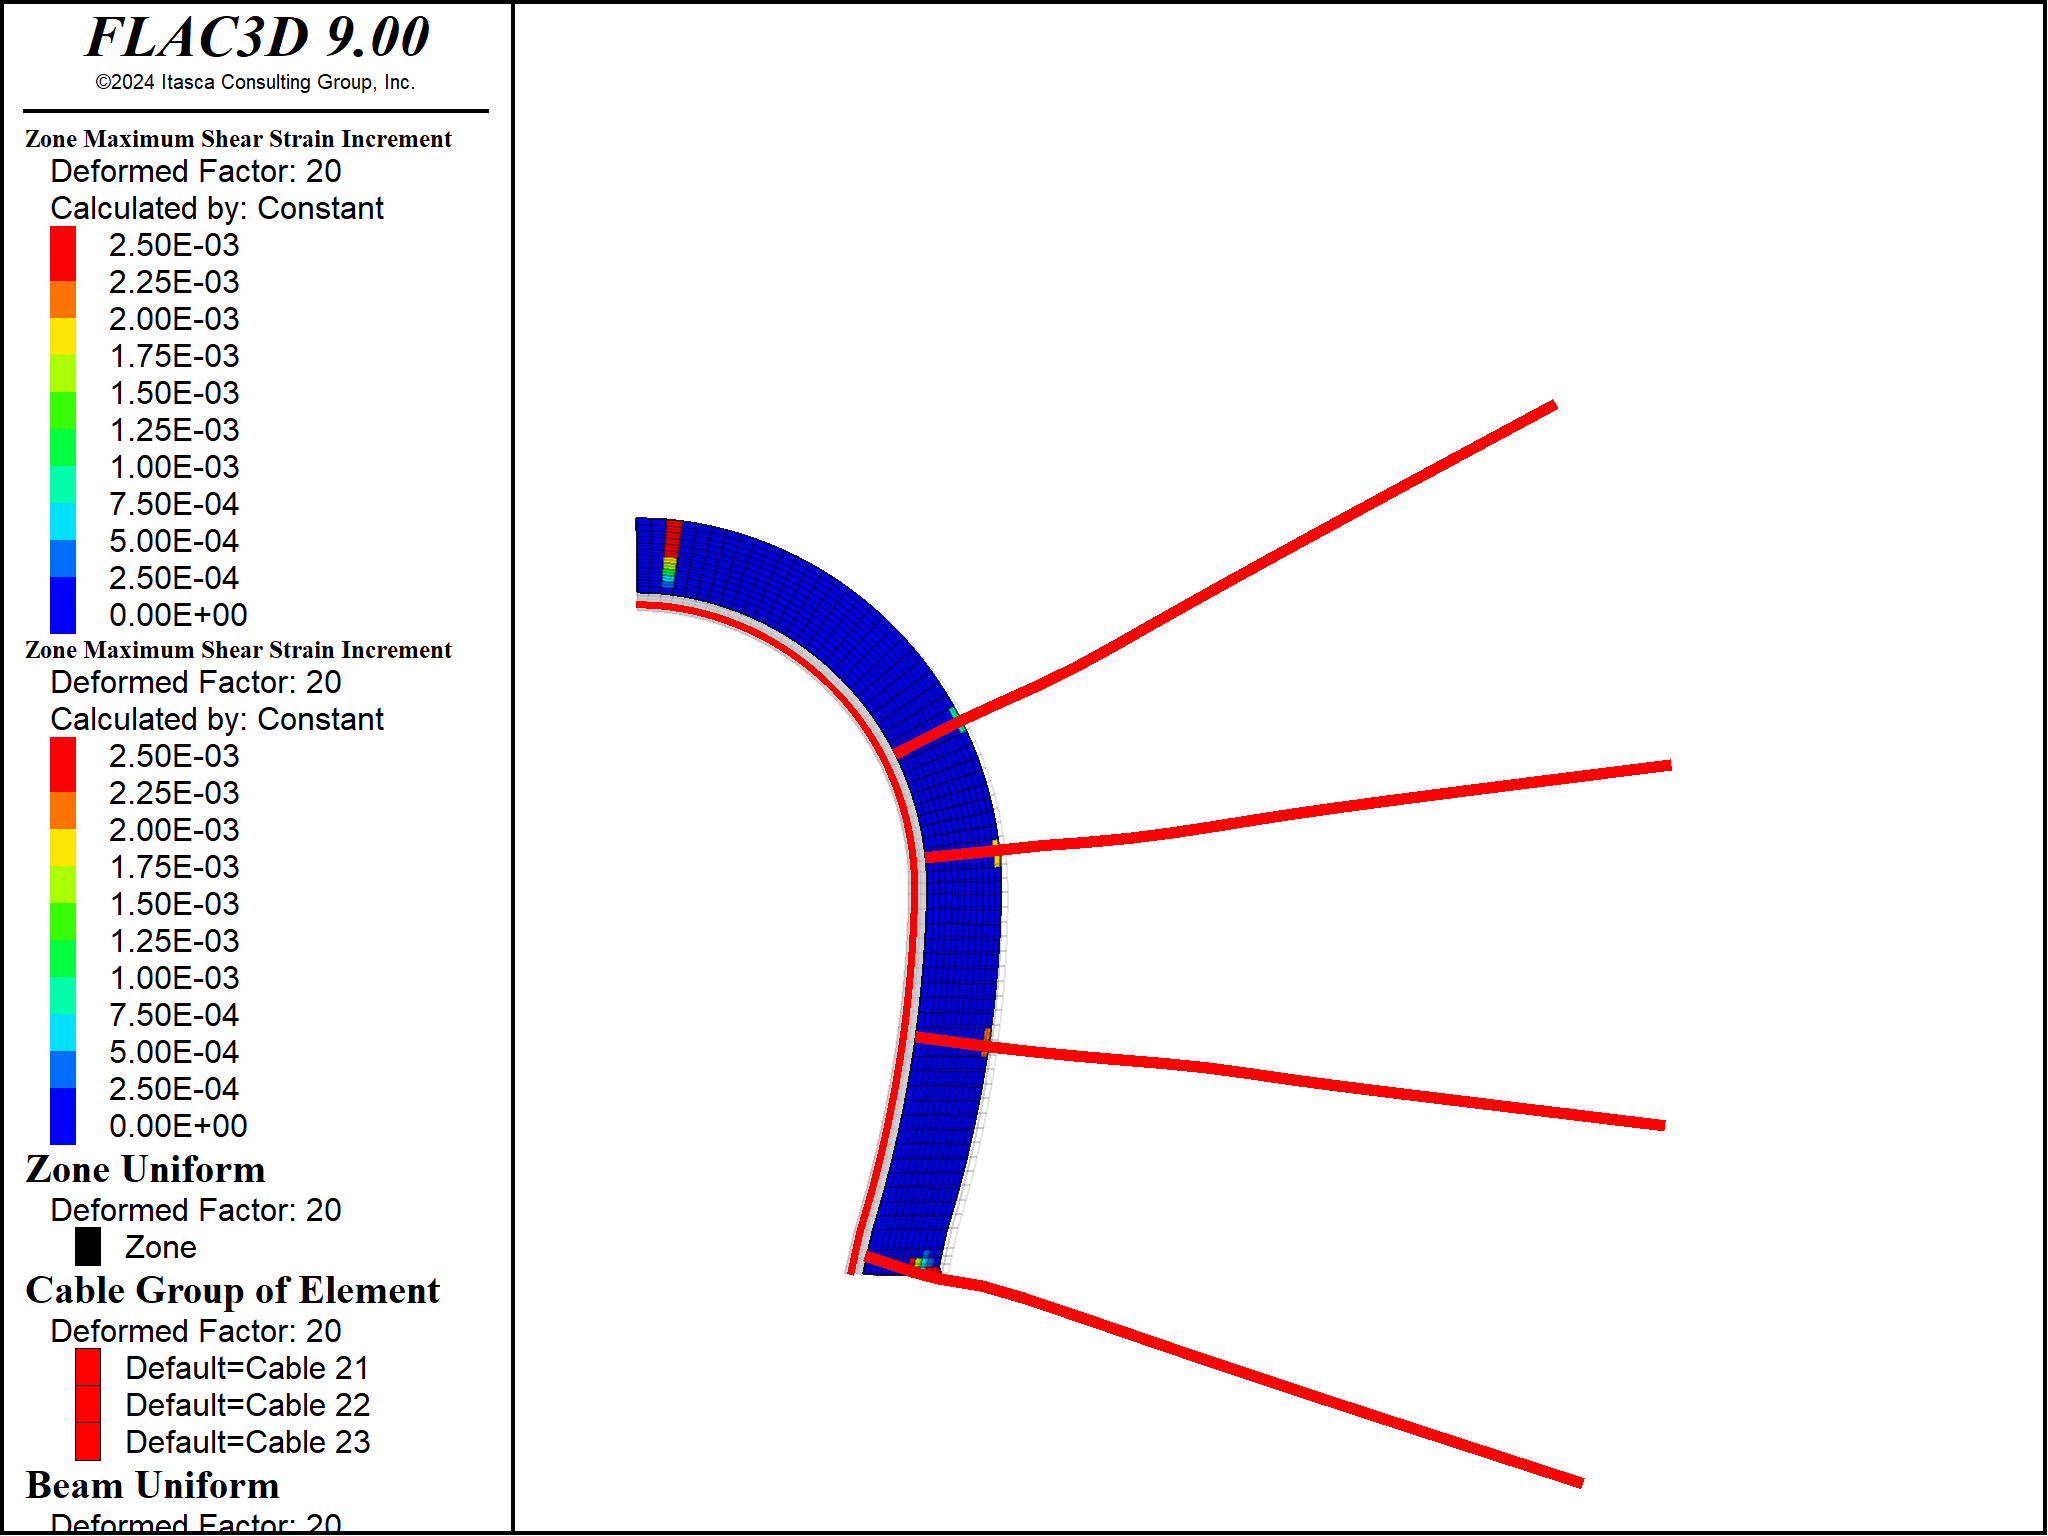 FLAC3D 9.00
©2024 Itasca Consulting Group, Inc.
Zone Maximum Shear Strain Increment
Deformed Factor: 20
Calculated by: Constant
2.50E-03
2.25E-03
2.00E-03
1.75E-03
1.50E-03
1.25E-03
1.00E-03
7.50E-04
5.00E-04
2.50E-04
0.00E+00
Zone Maximum Shear Strain Increment
Deformed Factor: 20
Calculated by: Constant
2.50E-03
2.25E-03
2.00E-03
1.75E-03
1.50E-03
1.25E-03
1.00E-03
7.50E-04
5.00E-04
2.50E-04
0.00E+00
Zone Uniform
Deformed Factor: 20
Zone
Cable Group of Element
Deformed Factor: 20
Default=Cable 21
Default=Cable 22
Default=Cable 23
Beam Uniform
Deformed Factor: 20